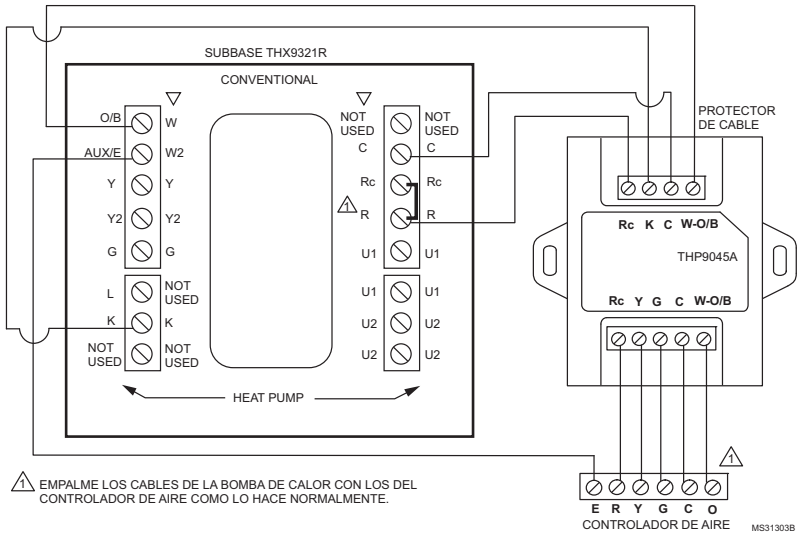 SUBBASE THX9321R
CONVENTIONAL
O/B W
AUX/E W2
Y Y
Y2 Y2
G G
L NOT USED
K K
NOT USED NOT USED
NOT USED NOT USED
C C
Rc Rc
1 R R
U1 U1
U1 U1
U2 U2
U2 U2
HEAT PUMP
PROTECTOR
DE CABLE
Rc K C W-O/B
THP9045A
Rc Y G C W-O/B
1
E R Y G C O
CONTROLADOR DE AIRE
1 EMPALME LOS CABLES DE LA BOMBA DE CALOR CON LOS DEL
CONTROLADOR DE AIRE COMO LO HACE NORMALMENTE.
MS31303B